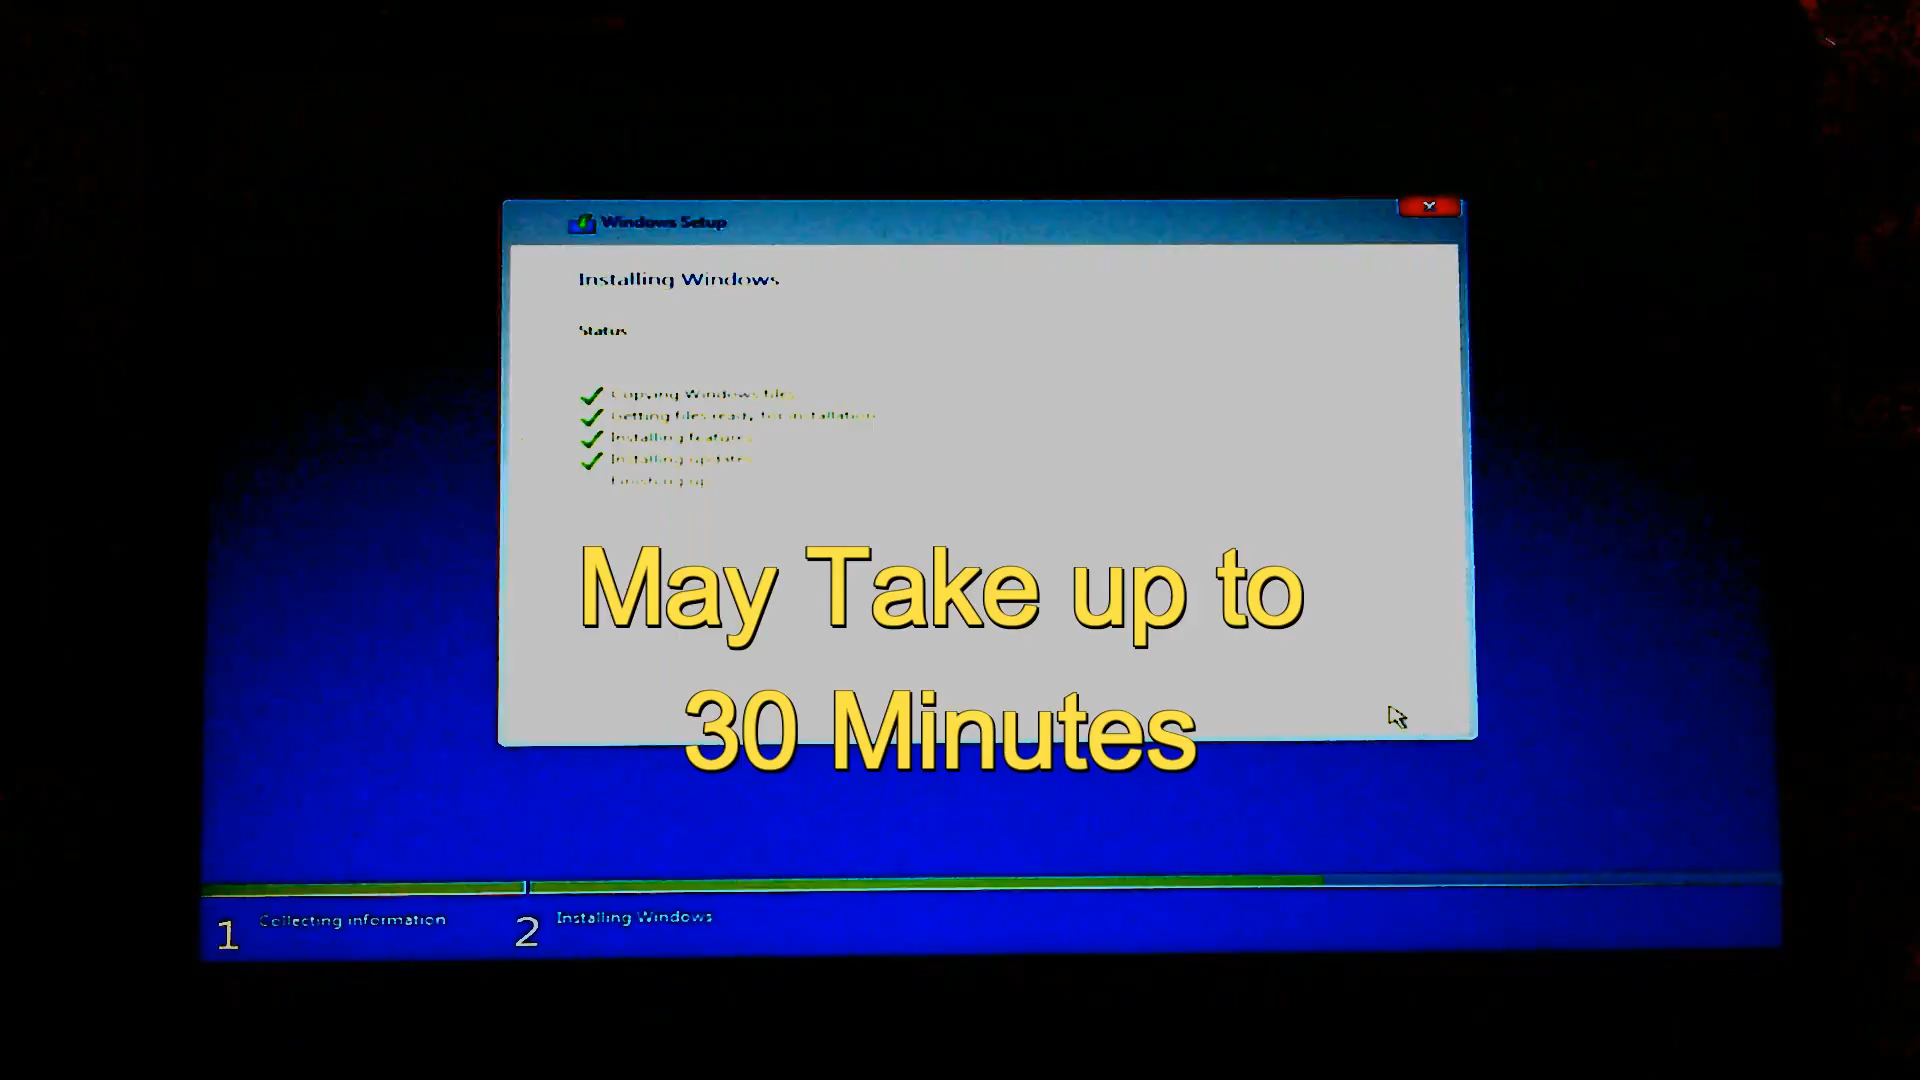 Windows Setup
Installing Windows
Status
Copying Windows files
Getting files ready for installation
Installing features
Installing updates
Finishing up
May Take up to
30 Minutes
1 Collecting information
2 Installing Windows